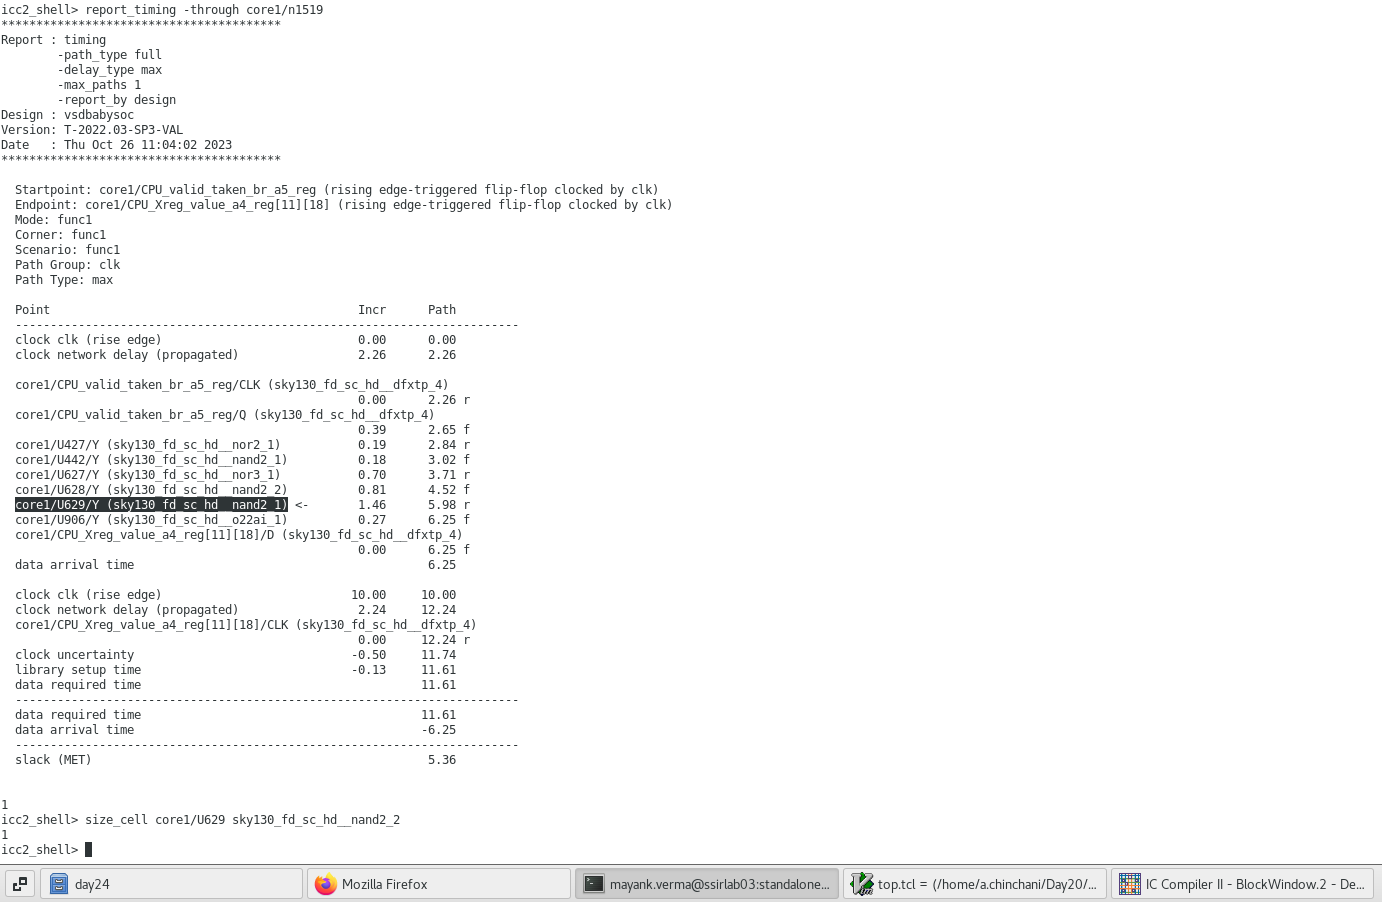 icc2_shell> report_timing -through core1/n1519
****************************************
Report : timing
        -path_type full
        -delay_type max
        -max_paths 1
        -report_by design
Design : vsdbabysoc
Version: T-2022.03-SP3-VAL
Date   : Thu Oct 26 11:04:02 2023
****************************************
  Startpoint: core1/CPU_valid_taken_br_a5_reg (rising edge-triggered flip-flop clocked by clk)
  Endpoint: core1/CPU_Xreg_value_a4_reg[11][18] (rising edge-triggered flip-flop clocked by clk)
  Mode: func1
  Corner: func1
  Scenario: func1
  Path Group: clk
  Path Type: max
  Point                                            Incr      Path
  ------------------------------------------------------------------------
  clock clk (rise edge)                            0.00      0.00
  clock network delay (propagated)                 2.26      2.26
  core1/CPU_valid_taken_br_a5_reg/CLK (sky130_fd_sc_hd__dfxtp_4)
                                                   0.00      2.26 r
  core1/CPU_valid_taken_br_a5_reg/Q (sky130_fd_sc_hd__dfxtp_4)
                                                   0.39      2.65 f
  core1/U427/Y (sky130_fd_sc_hd__nor2_1)           0.19      2.84 r
  core1/U442/Y (sky130_fd_sc_hd__nand2_1)          0.18      3.02 f
  core1/U627/Y (sky130_fd_sc_hd__nor3_1)           0.70      3.71 r
  core1/U628/Y (sky130_fd_sc_hd__nand2_2)          0.81      4.52 f
  core1/U629/Y (sky130_fd_sc_hd__nand2_1) <-       1.46      5.98 r
  core1/U906/Y (sky130_fd_sc_hd__o22ai_1)          0.27      6.25 f
  core1/CPU_Xreg_value_a4_reg[11][18]/D (sky130_fd_sc_hd__dfxtp_4)
                                                   0.00      6.25 f
  data arrival time                                          6.25
  clock clk (rise edge)                           10.00     10.00
  clock network delay (propagated)                 2.24     12.24
  core1/CPU_Xreg_value_a4_reg[11][18]/CLK (sky130_fd_sc_hd__dfxtp_4)
                                                   0.00     12.24 r
  clock uncertainty                               -0.50     11.74
  library setup time                              -0.13     11.61
  data required time                                        11.61
  ------------------------------------------------------------------------
  data required time                                        11.61
  data arrival time                                         -6.25
  ------------------------------------------------------------------------
  slack (MET)                                                5.36
1
icc2_shell> size_cell core1/U629 sky130_fd_sc_hd__nand2_2
1
icc2_shell>
day24
Mozilla Firefox
mayank.verma@ssirlab03:standalone...
top.tcl = (/home/a.chinchani/Day20/...
IC Compiler II - BlockWindow.2 - De...